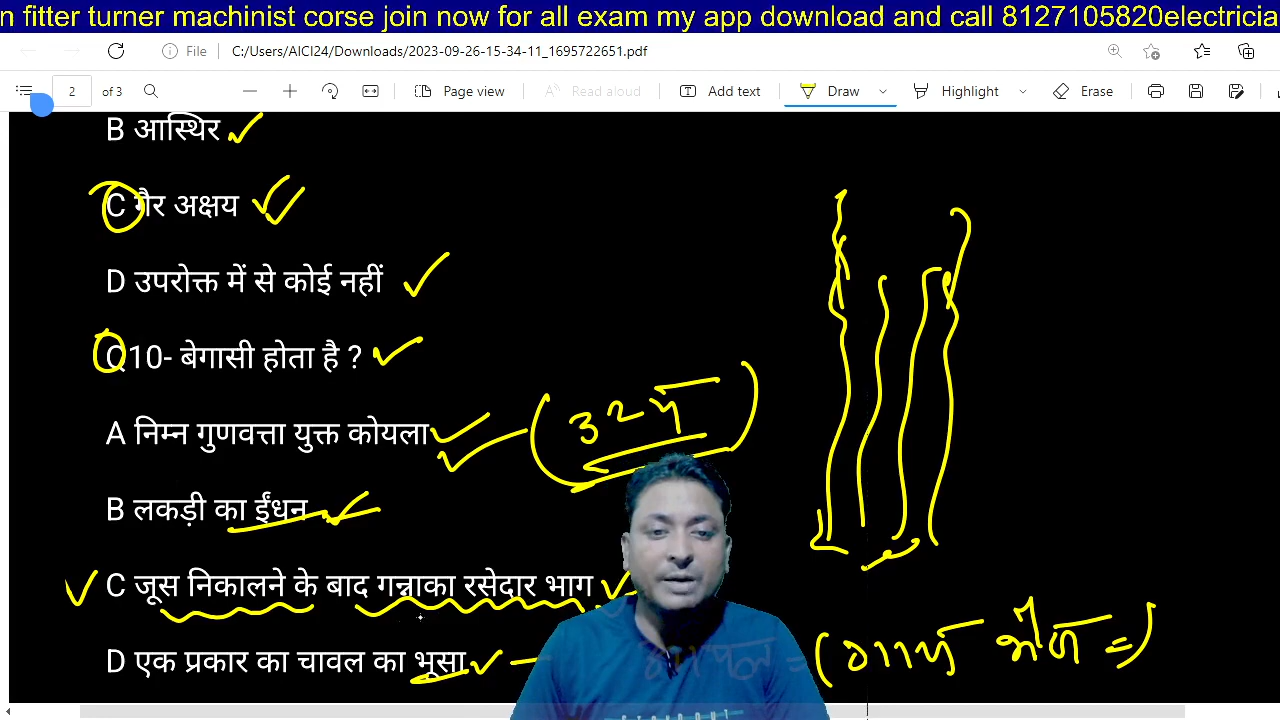 n fitter turner machinist corse join now for all exam my app download and call 8127105820electricia
File C:/Users/AICI24/Downloads/2023-09-26-15-34-11_1695722651.pdf
2 of 3 Page view Read aloud Add text Draw Highlight Erase
B आस्थिर
C गैर अक्षय
D उपरोक्त में से कोई नहीं
Q10- बेगासी होता है ?
A निम्न गुणवत्ता युक्त कोयला
B लकड़ी का ईंधन
C जूस निकालने के बाद गन्नाका रसेदार भाग
D एक प्रकार का चावल का भूसा